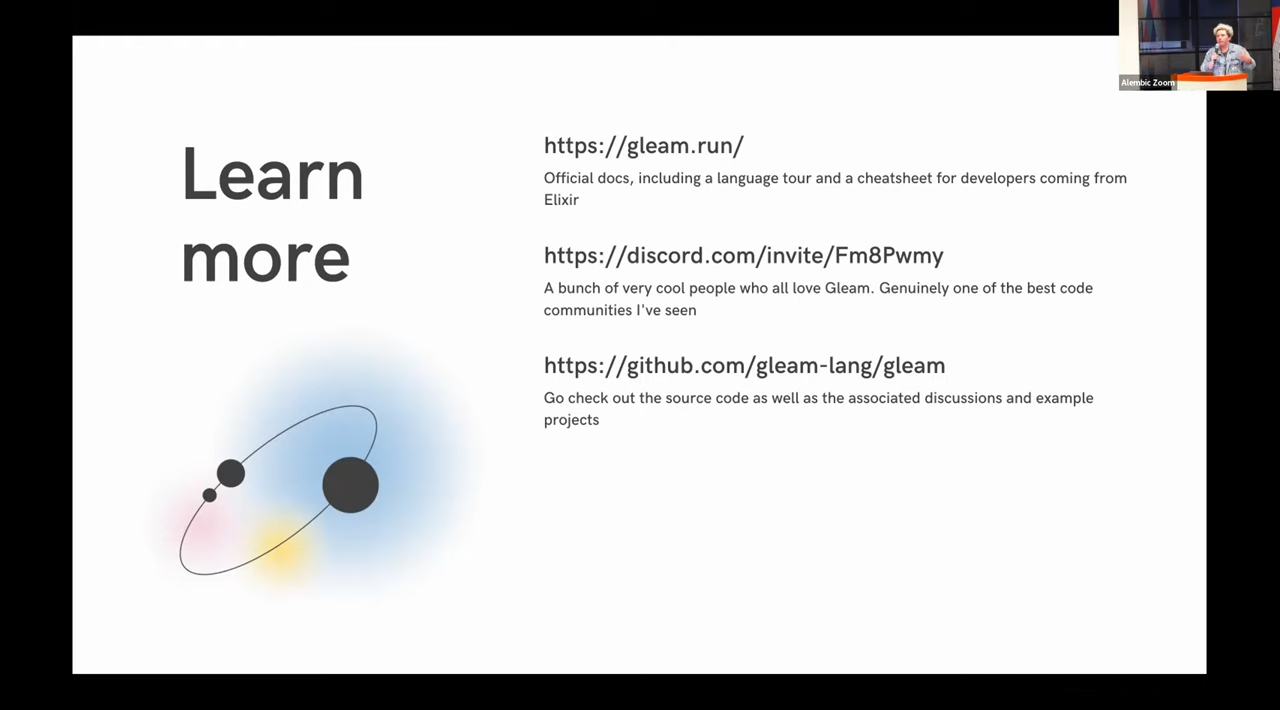 Alembic Zoom
Learn
more
https://gleam.run/
Official docs, including a language tour and a cheatsheet for developers coming from
Elixir
https://discord.com/invite/Fm8Pwmy
A bunch of very cool people who all love Gleam. Genuinely one of the best code
communities I've seen
https://github.com/gleam-lang/gleam
Go check out the source code as well as the associated discussions and example
projects